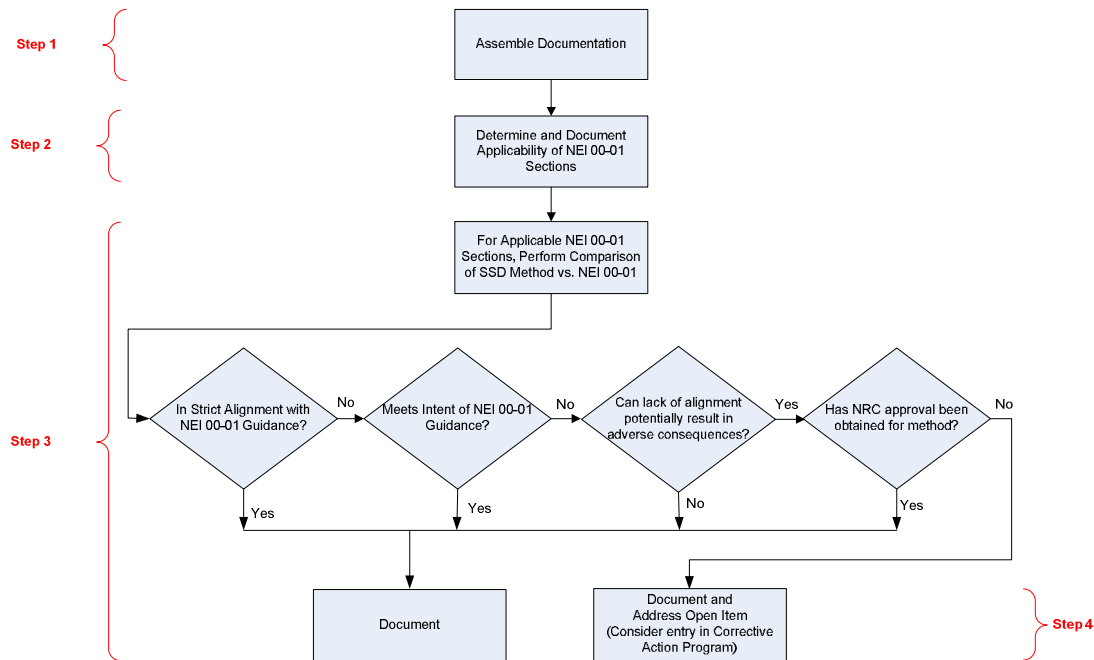 Step 1
Assemble Documentation
Step 2
Determine and Document
Applicability of NEI 00-01
Sections
For Applicable NEI 00-01
Sections, Perform Comparison
of SSD Method vs. NEI 00-01
Step 3
In Strict Alignment with
NEI 00-01 Guidance?
No
Meets Intent of NEI 00-01
Guidance?
No
Can lack of alignment
potentially result in
adverse consequences?
Yes
Has NRC approval been
obtained for method?
No
Yes
Yes
No
Yes
Document
Document and
Address Open Item
(Consider entry in Corrective
Action Program)
Step 4